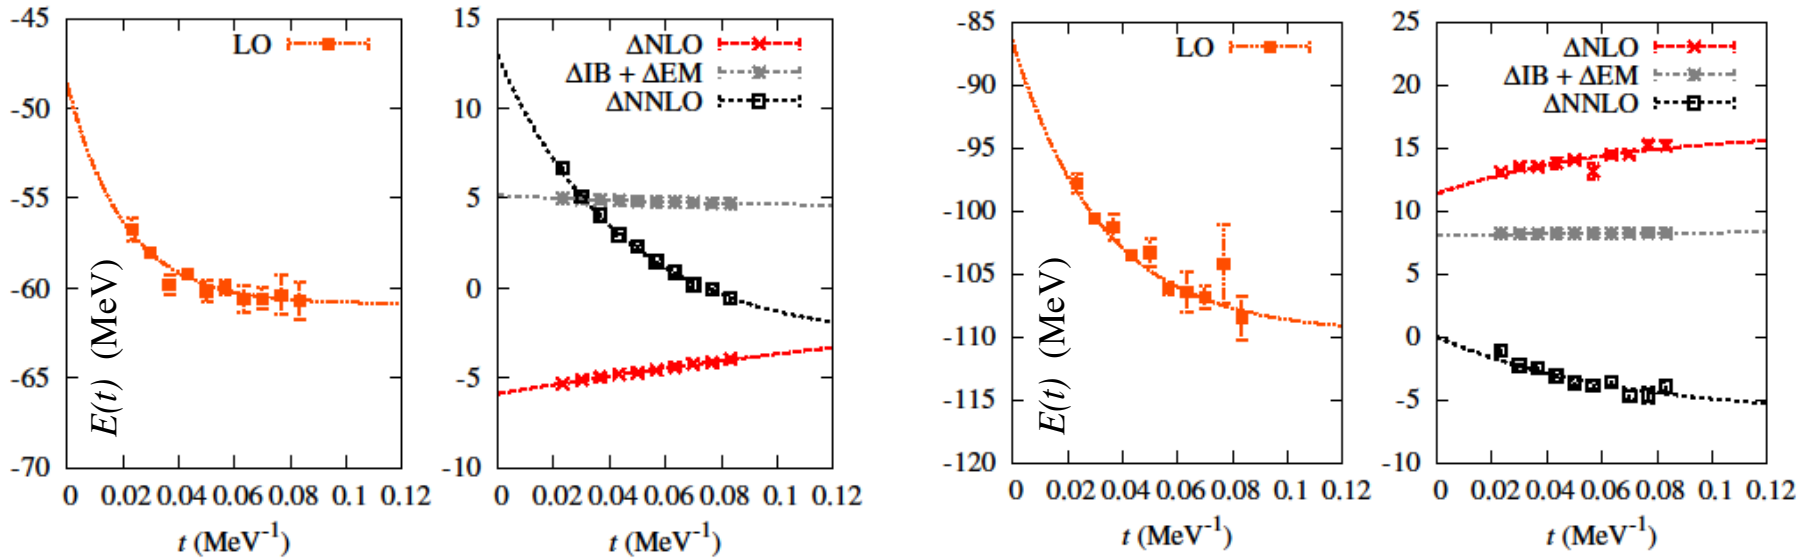 -45
-50
-55
-60
-65
-70
LO
E(t) (MeV)
0 0.02 0.04 0.06 0.08 0.1 0.12
t (MeV-1)
15
10
5
0
-5
-10
ΔNLO
ΔIB + ΔEM
ΔNNLO
0 0.02 0.04 0.06 0.08 0.1 0.12
t (MeV-1)
-85
-90
-95
-100
-105
-110
-115
-120
LO
E(t) (MeV)
0 0.02 0.04 0.06 0.08 0.1 0.12
t (MeV-1)
25
20
15
10
5
0
-5
-10
ΔNLO
ΔIB + ΔEM
ΔNNLO
0 0.02 0.04 0.06 0.08 0.1 0.12
t (MeV-1)